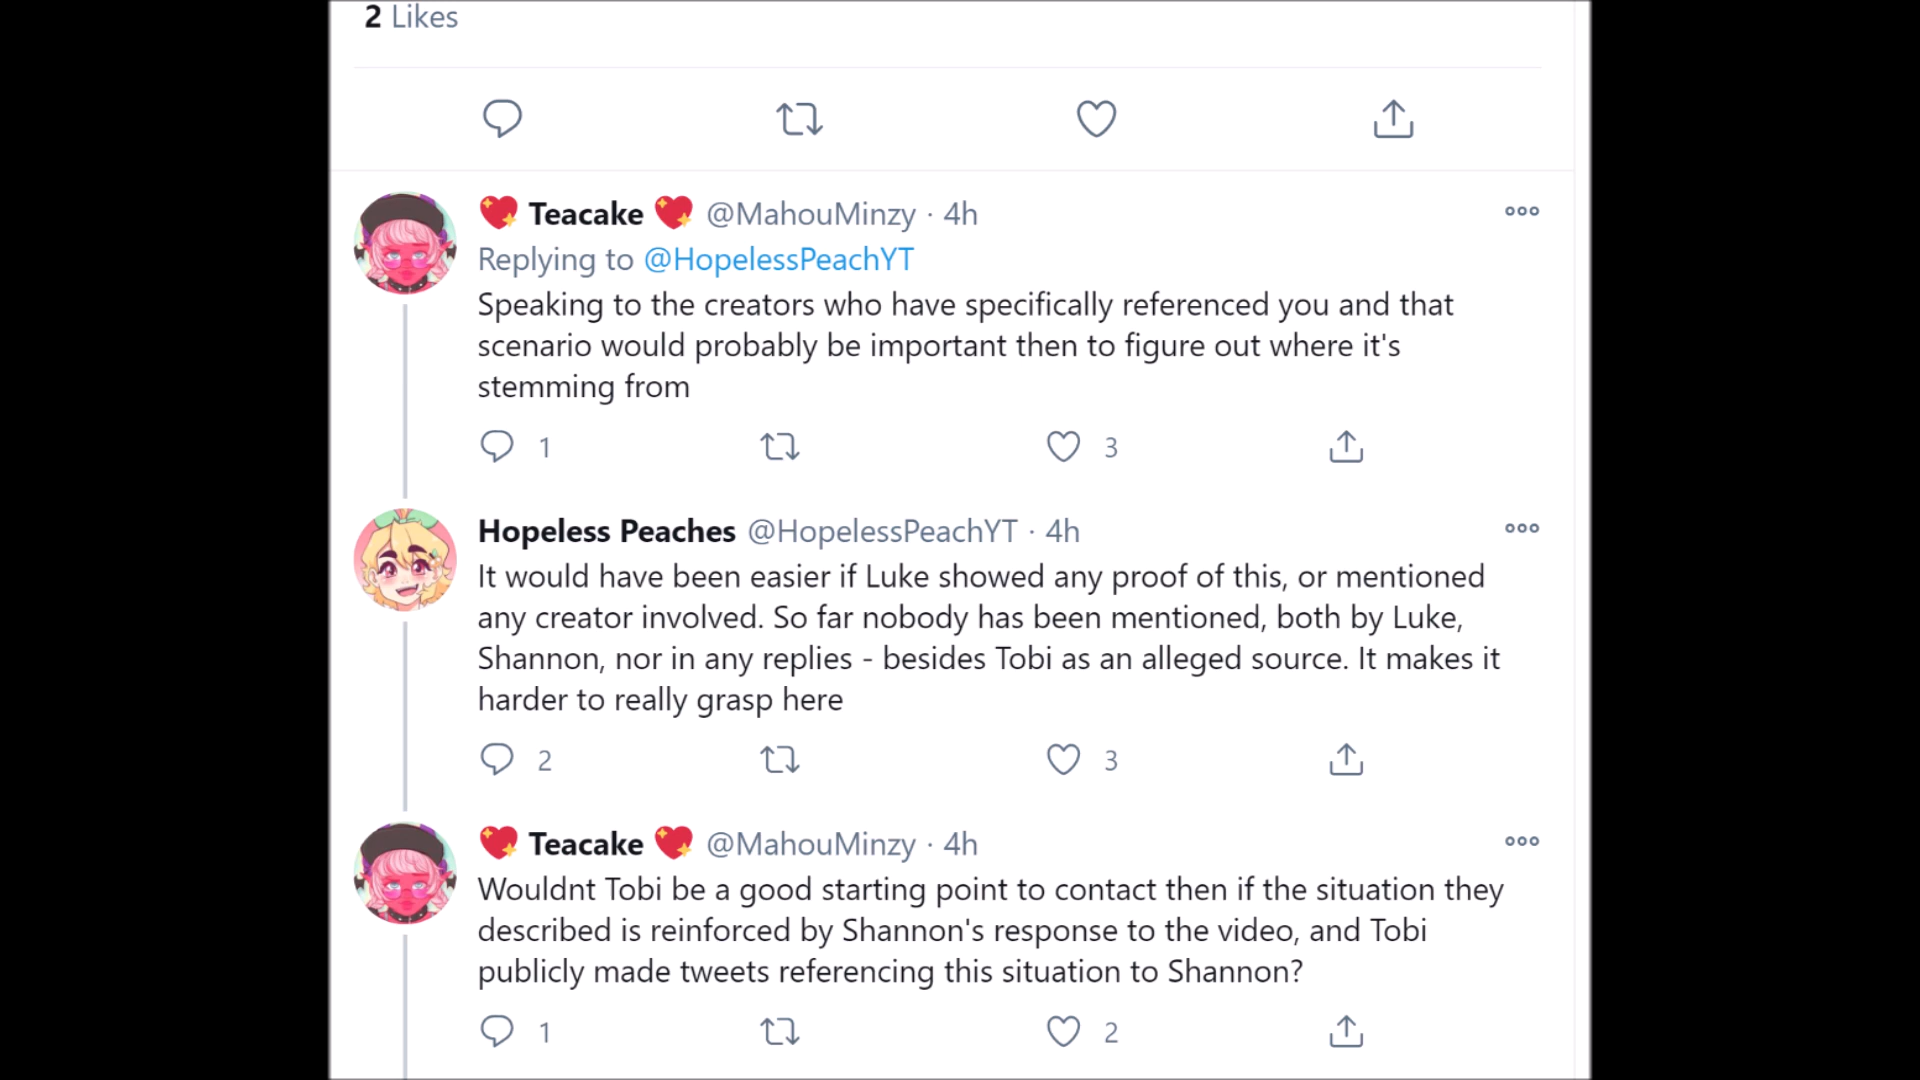 2 Likes
💖 Teacake 💖 @MahouMinzy · 4h
Replying to @HopelessPeachYT
Speaking to the creators who have specifically referenced you and that
scenario would probably be important then to figure out where it's
stemming from
1 3
Hopeless Peaches @HopelessPeachYT · 4h
It would have been easier if Luke showed any proof of this, or mentioned
any creator involved. So far nobody has been mentioned, both by Luke,
Shannon, nor in any replies - besides Tobi as an alleged source. It makes it
harder to really grasp here
2 3
💖 Teacake 💖 @MahouMinzy · 4h
Wouldnt Tobi be a good starting point to contact then if the situation they
described is reinforced by Shannon's response to the video, and Tobi
publicly made tweets referencing this situation to Shannon?
1 2